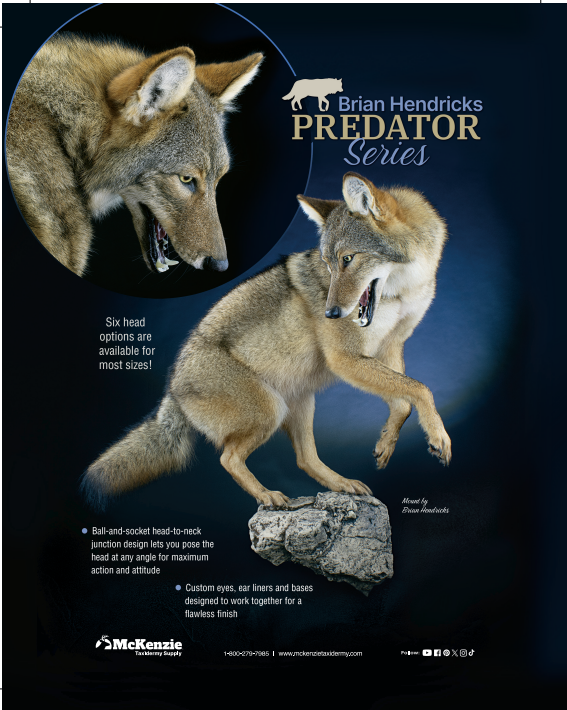 Brian Hendricks
PREDATOR
Series
Six head
options are
available for
most sizes!
Mount by
Brian Hendricks
Ball-and-socket head-to-neck
junction design lets you pose the
head at any angle for maximum
action and attitude
Custom eyes, ear liners and bases
designed to work together for a
flawless finish
McKenzie
Taxidermy Supply
1-800-279-7985 | www.mckenzietaxidermy.com
Follow: